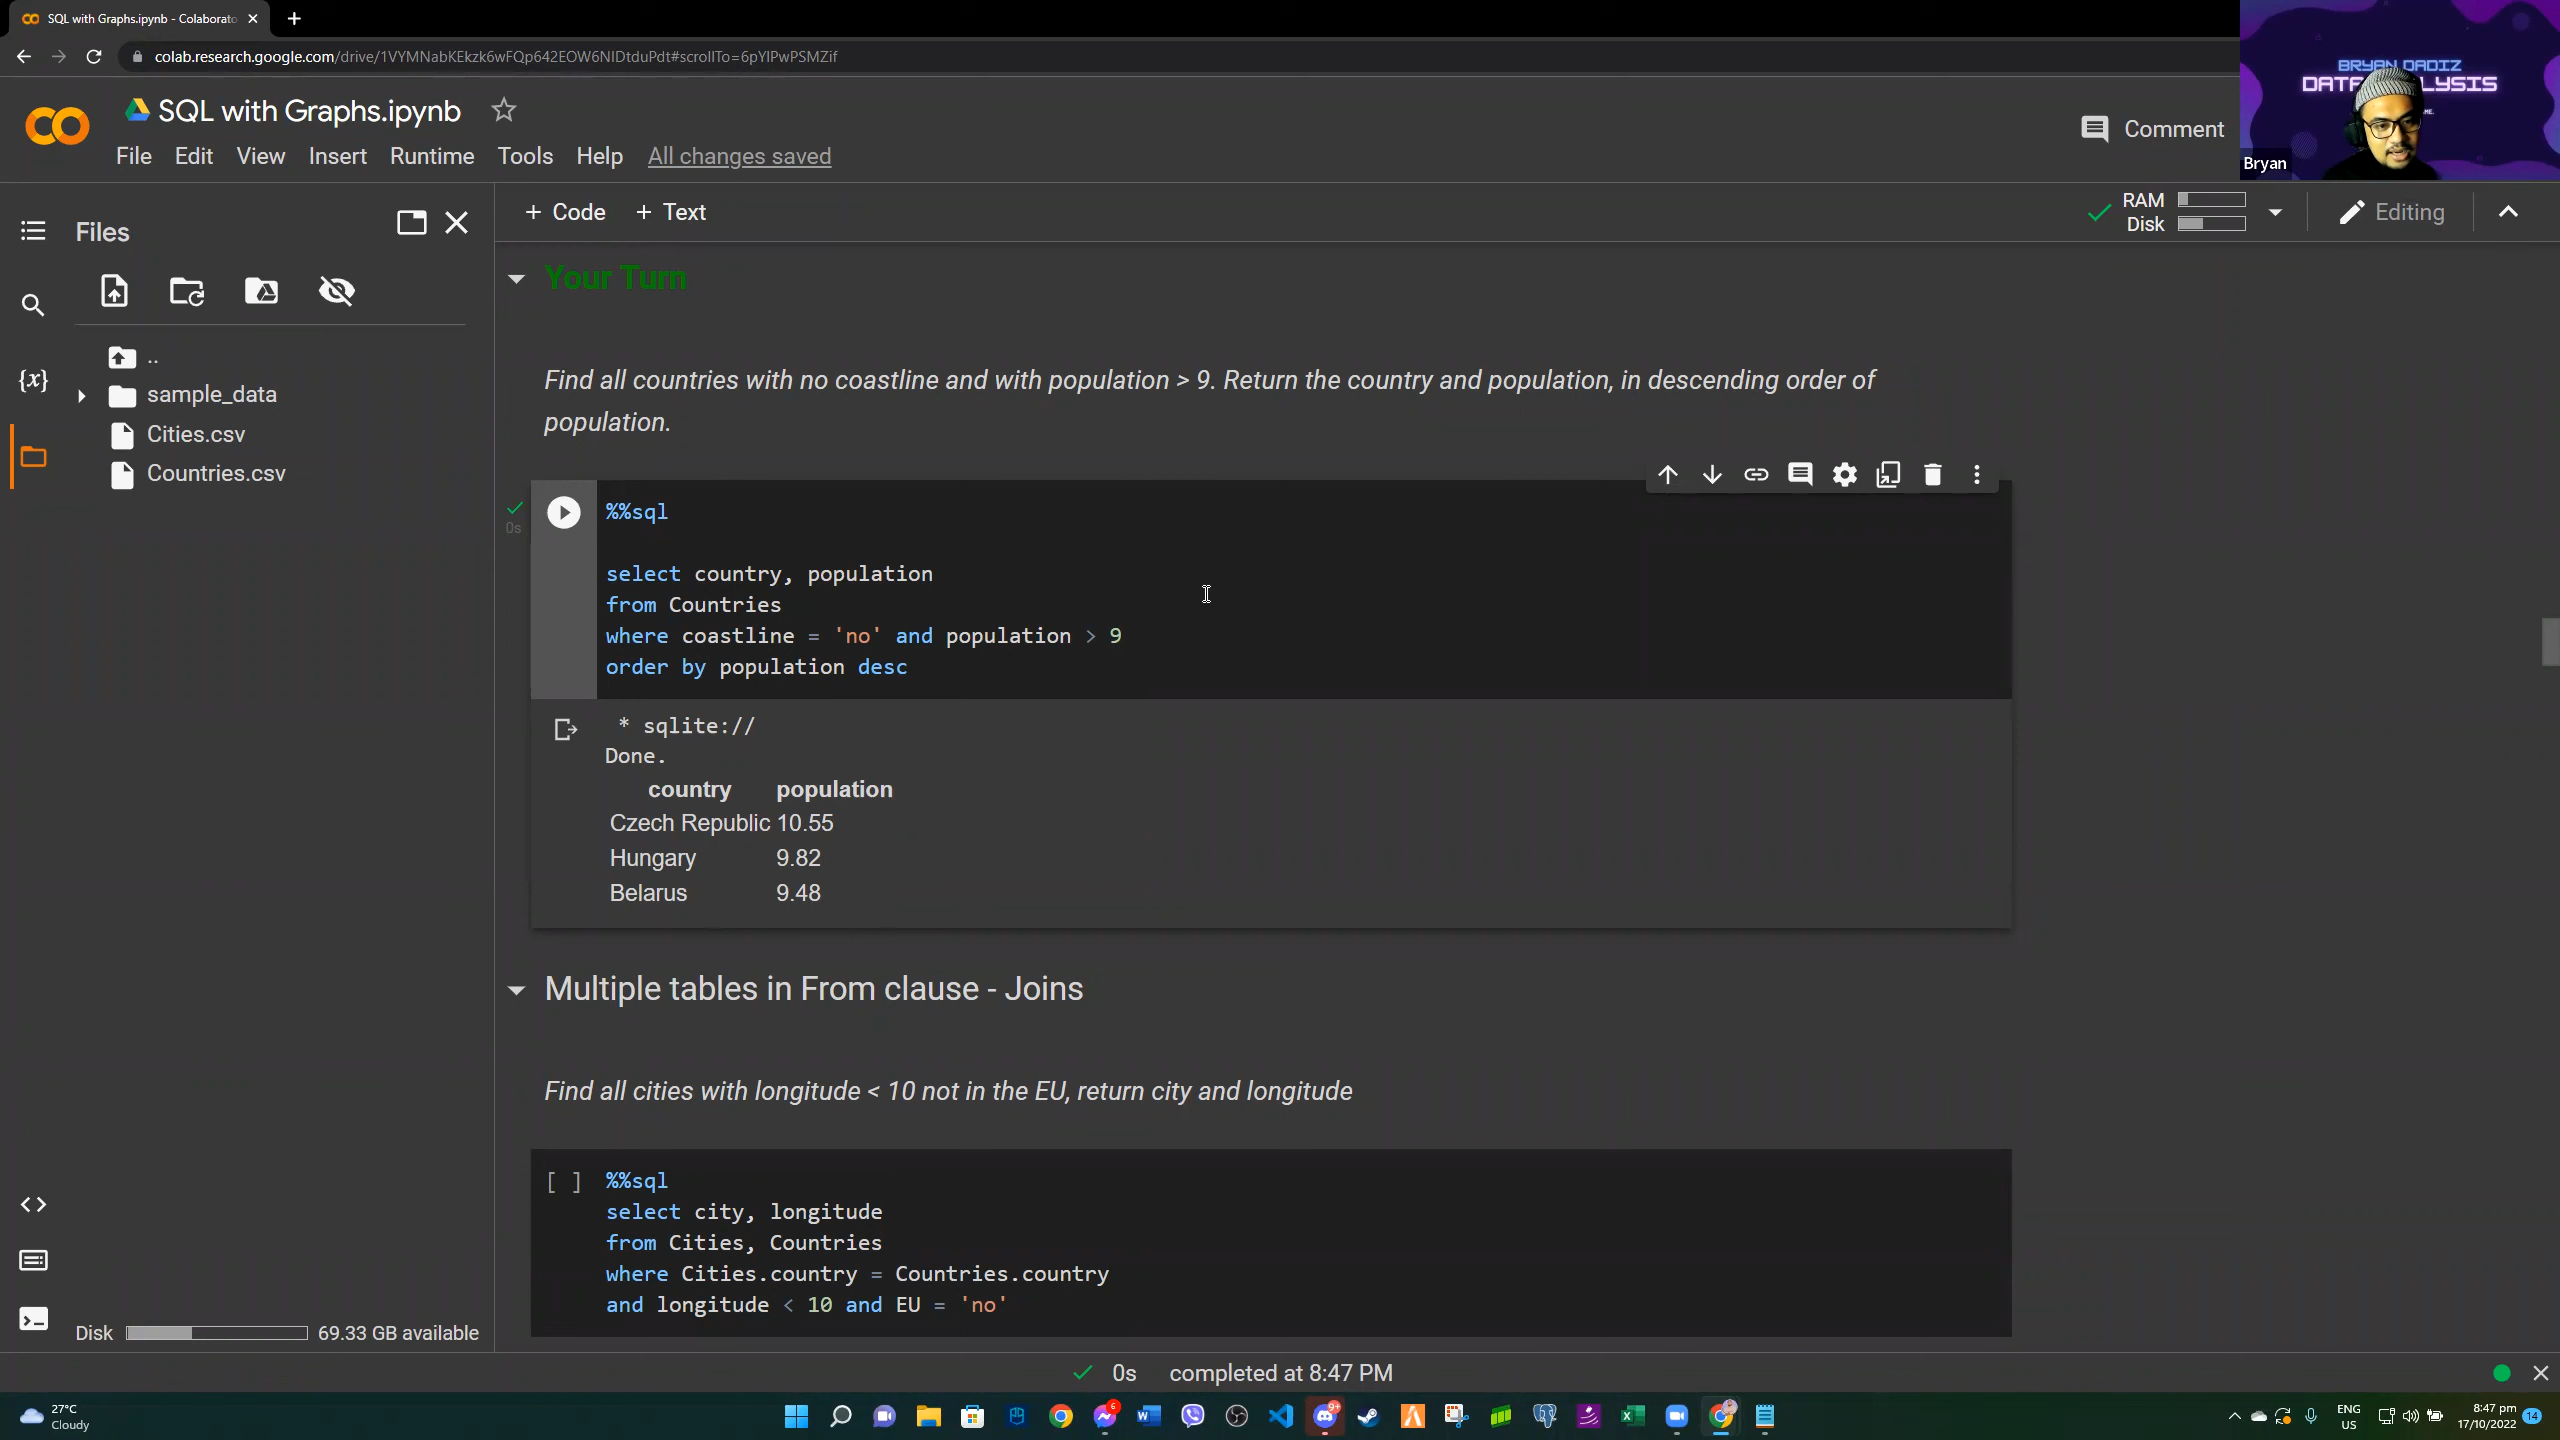 SQL with Graphs.ipynb - Colaborato
colab.research.google.com/drive/1VYMNabKEkzk6wFQp642EOW6NIDtduPdt#scrollTo=6pYIPwPSMZif
SQL with Graphs.ipynb
File Edit View Insert Runtime Tools Help All changes saved
Comment
BRYAN DADIZ
Bryan
Files
+ Code + Text
RAM
Disk
Editing
..
sample_data
Cities.csv
Countries.csv
{x}
Your Turn
Find all countries with no coastline and with population > 9. Return the country and population, in descending order of
population.
0s
%%sql
select country, population
from Countries
where coastline = 'no' and population > 9
order by population desc
* sqlite://
Done.
country population
Czech Republic 10.55
Hungary 9.82
Belarus 9.48
Multiple tables in From clause - Joins
Find all cities with longitude < 10 not in the EU, return city and longitude
[ ] %%sql
select city, longitude
from Cities, Countries
where Cities.country = Countries.country
and longitude < 10 and EU = 'no'
Disk 69.33 GB available
0s completed at 8:47 PM
27°C
Cloudy
6
9+
ENG
US
8:47 pm
17/10/2022
14